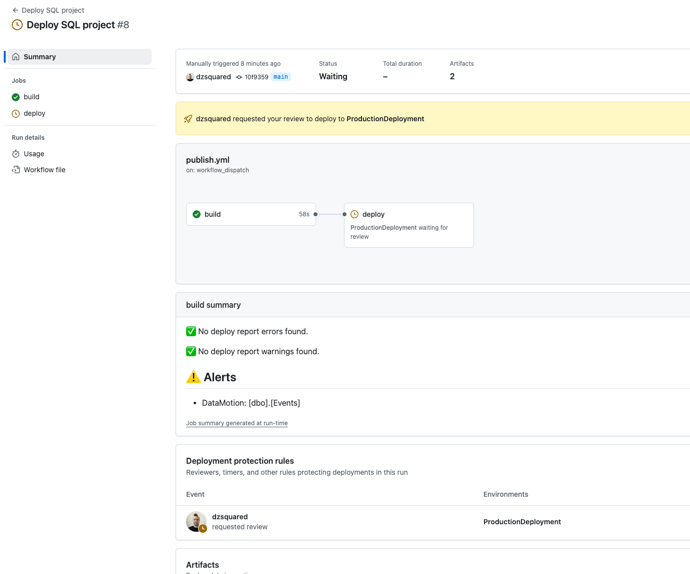 ← Deploy SQL project
Deploy SQL project #8
Summary
Jobs
build
deploy
Run details
Usage
Workflow file
Manually triggered 8 minutes ago
dzsquared 10f9359 main
Status
Waiting
Total duration
–
Artifacts
2
dzsquared requested your review to deploy to ProductionDeployment
publish.yml
on: workflow_dispatch
build 58s
deploy
ProductionDeployment waiting for
review
build summary
No deploy report errors found.
No deploy report warnings found.
Alerts
• DataMotion: [dbo].[Events]
Job summary generated at run-time
Deployment protection rules
Reviewers, timers, and other rules protecting deployments in this run
Event Environments
dzsquared
requested review
ProductionDeployment
Artifacts